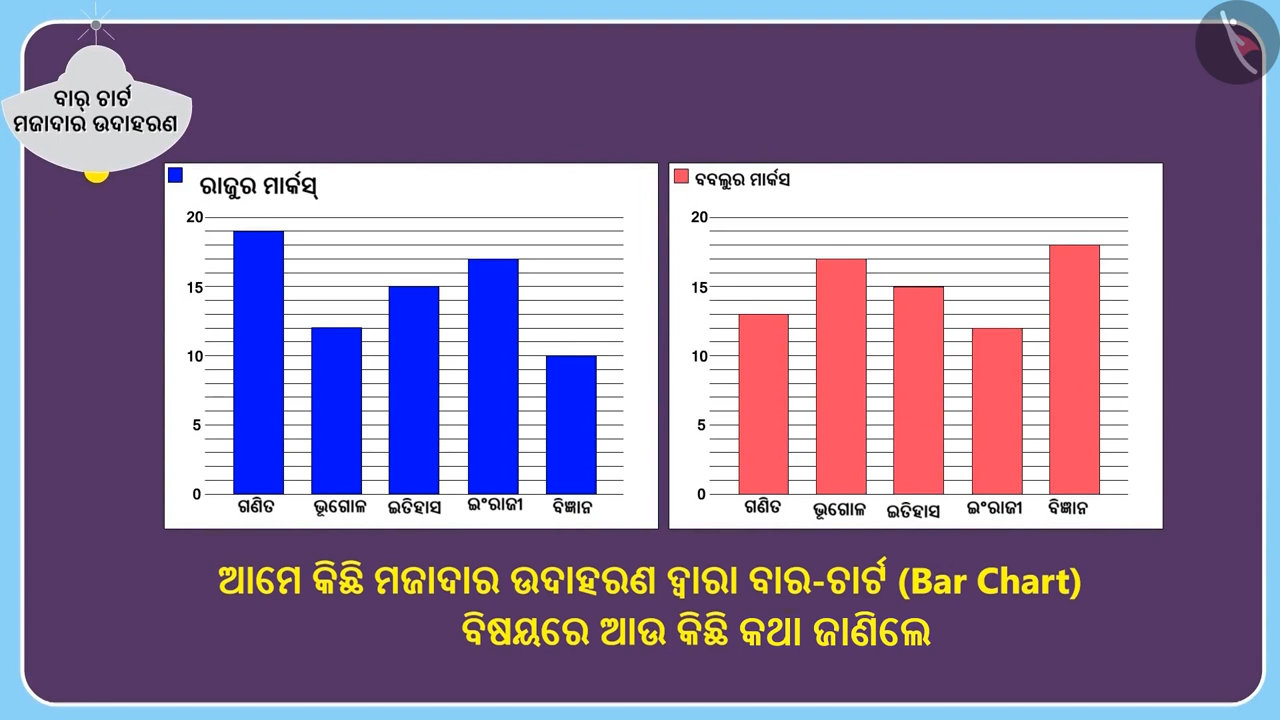 ବାର୍ ଚାର୍ଟ
ମଜାଦାର ଉଦାହରଣ
ରାଜୁର ମାର୍କସ୍
20
15
10
5
0
ଗଣିତ ଭୂଗୋଳ ଇତିହାସ ଇଂରାଜୀ ବିଜ୍ଞାନ
ବବଲୁର ମାର୍କସ
20
15
10
5
0
ଗଣିତ ଭୂଗୋଳ ଇତିହାସ ଇଂରାଜୀ ବିଜ୍ଞାନ
ଆମେ କିଛି ମଜାଦାର ଉଦାହରଣ ଦ୍ୱାରା ବାର-ଚାର୍ଟ (Bar Chart)
ବିଷୟରେ ଆଉ କିଛି କଥା ଜାଣିଲେ